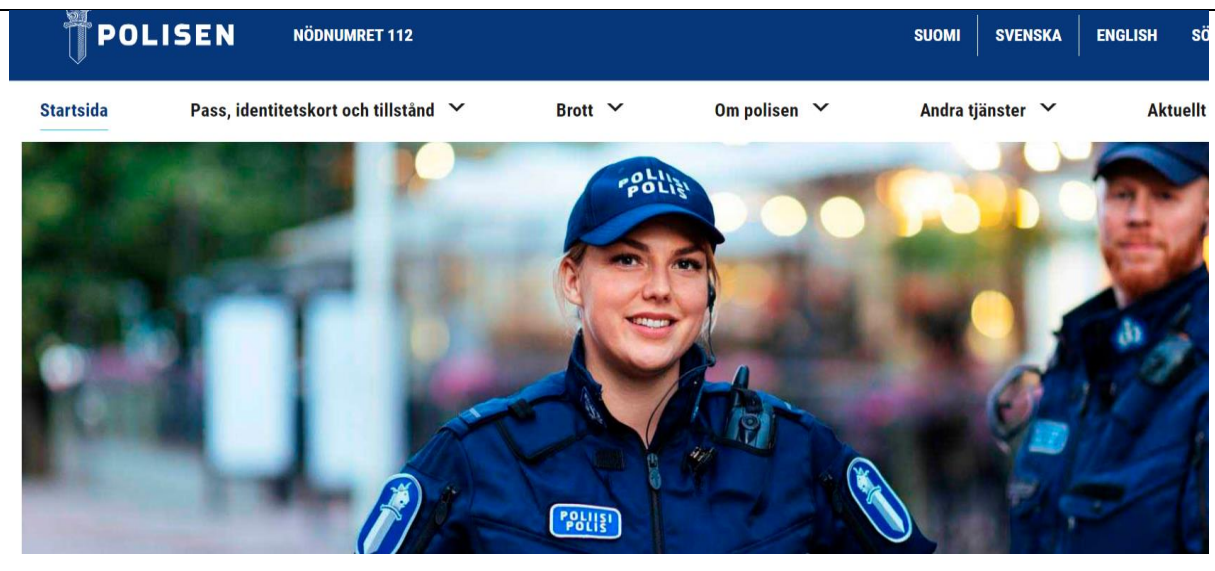 POLISEN
NÖDNUMRET 112
SUOMI
SVENSKA
ENGLISH
SÖ
Startsida
Pass, identitetskort och tillstånd
Brott
Om polisen
Andra tjänster
Aktuellt
POLIISI
POLIS
POLIISI
POLIS